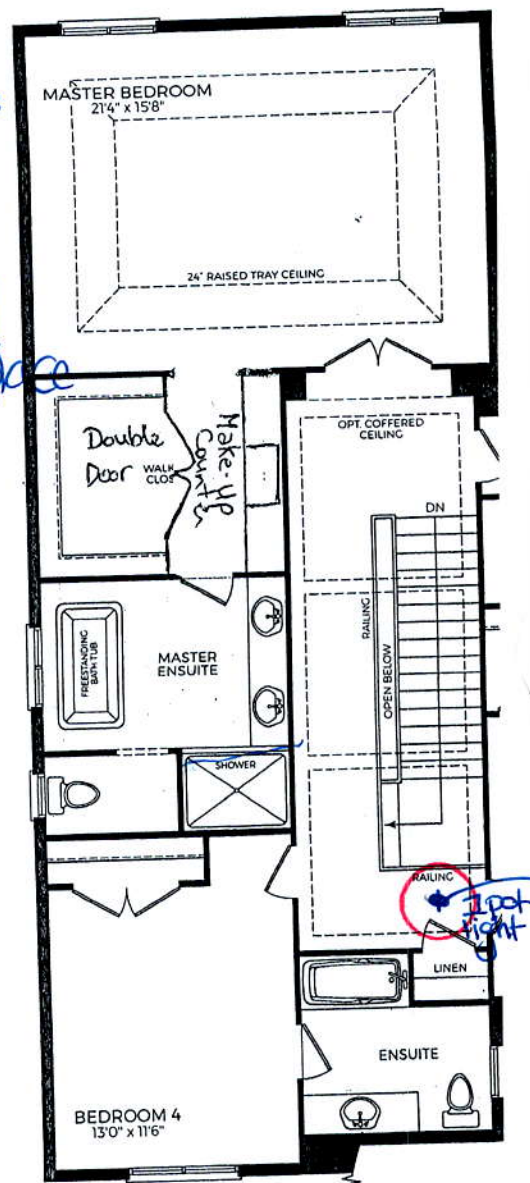 MASTER BEDROOM
21'4" x 15'8"
24" RAISED TRAY CEILING
Double
Door
WALK
CLOS
Make-up
Counter
OPT. COFFERED
CEILING
DN
RAILING
OPEN BELOW
FREESTANDING
BATH TUB
MASTER
ENSUITE
SHOWER
RAILING
1 pot
light
LINEN
ENSUITE
BEDROOM 4
13'0" x 11'6"